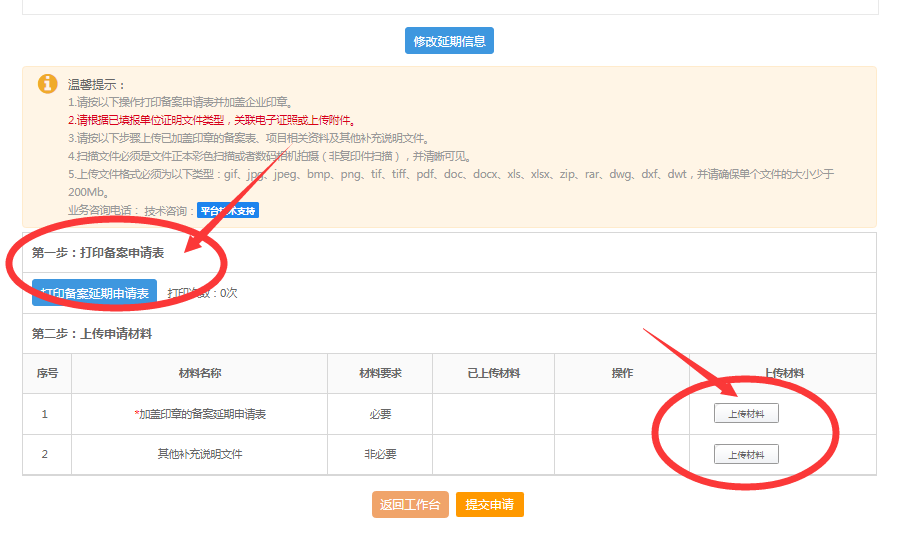 修改延期信息
温馨提示：
1.请按以下操作打印备案申请表并加盖企业印章。
2.请根据已填报单位证明文件类型，关联电子证照或上传附件。
3.请按以下步骤上传已加盖印章的备案表、项目相关资料及其他补充说明文件。
4.扫描文件必须是文件正本彩色扫描或者数码相机拍摄（非复印件扫描），并清晰可见。
5.上传文件格式必须为以下类型：gif、jpg、jpeg、bmp、png、tif、tiff、pdf、doc、docx、xls、xlsx、zip、rar、dwg、dxf、dwt，并请确保单个文件的大小少于
200Mb。
业务咨询电话： 技术咨询：平台技术支持
第一步：打印备案申请表
打印备案延期申请表 打印次数：0次
第二步：上传申请材料
序号 材料名称 材料要求 已上传材料 操作 上传材料
1 *加盖印章的备案延期申请表 必要 上传材料
2 其他补充说明文件 非必要 上传材料
返回工作台 提交申请